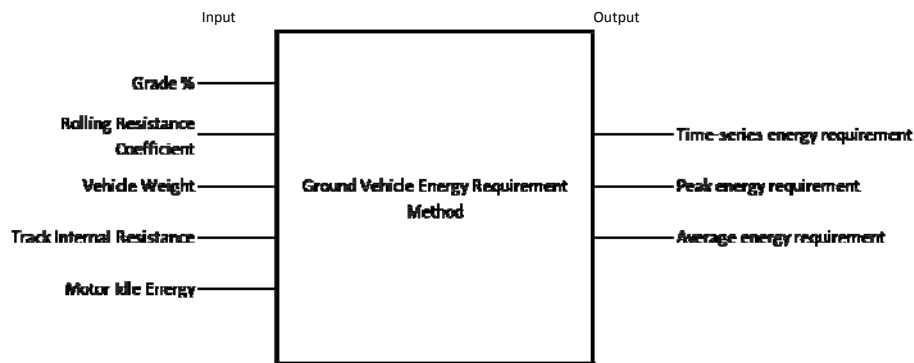 Input
Output
Grade %
Rolling Resistance
Coefficient
Vehicle Weight
Track Internal Resistance
Motor Idle Energy
Ground Vehicle Energy Requirement
Method
Time-series energy requirement
Peak energy requirement
Average energy requirement